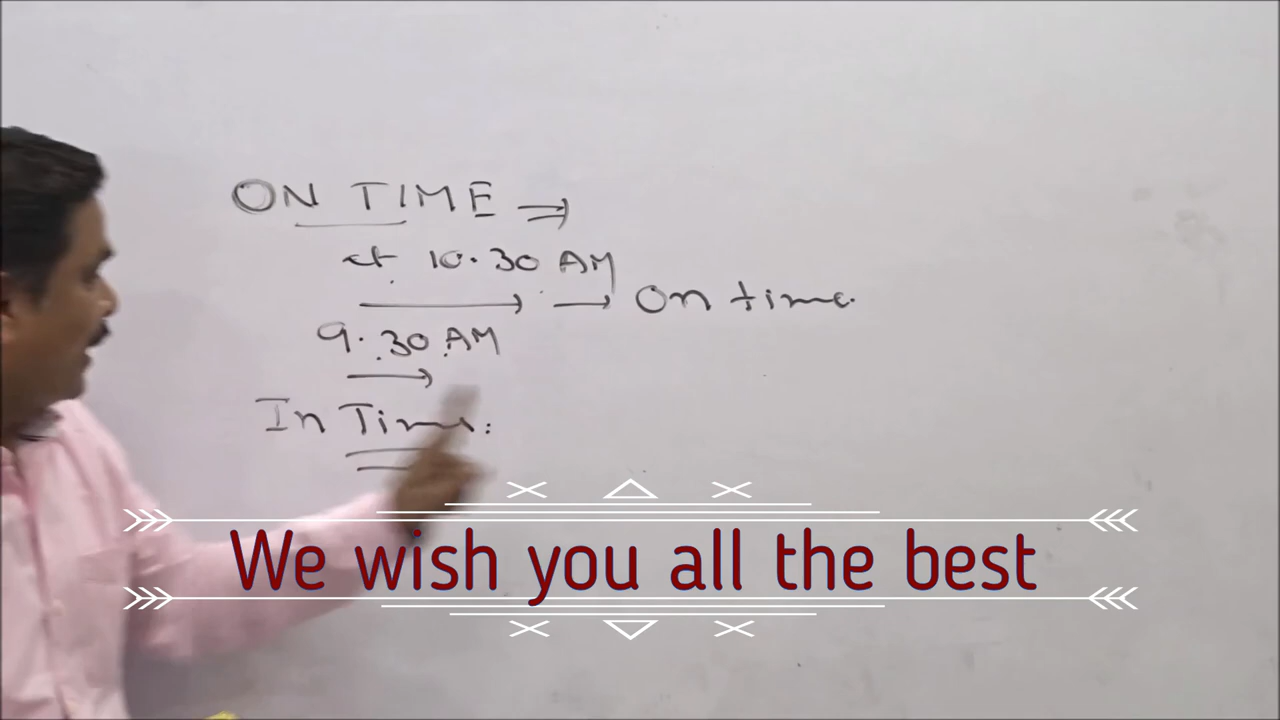 ON TIME ⇒
at 10.30 AM
→ → On time.
9.30 AM
→
In Time:
We wish you all the best